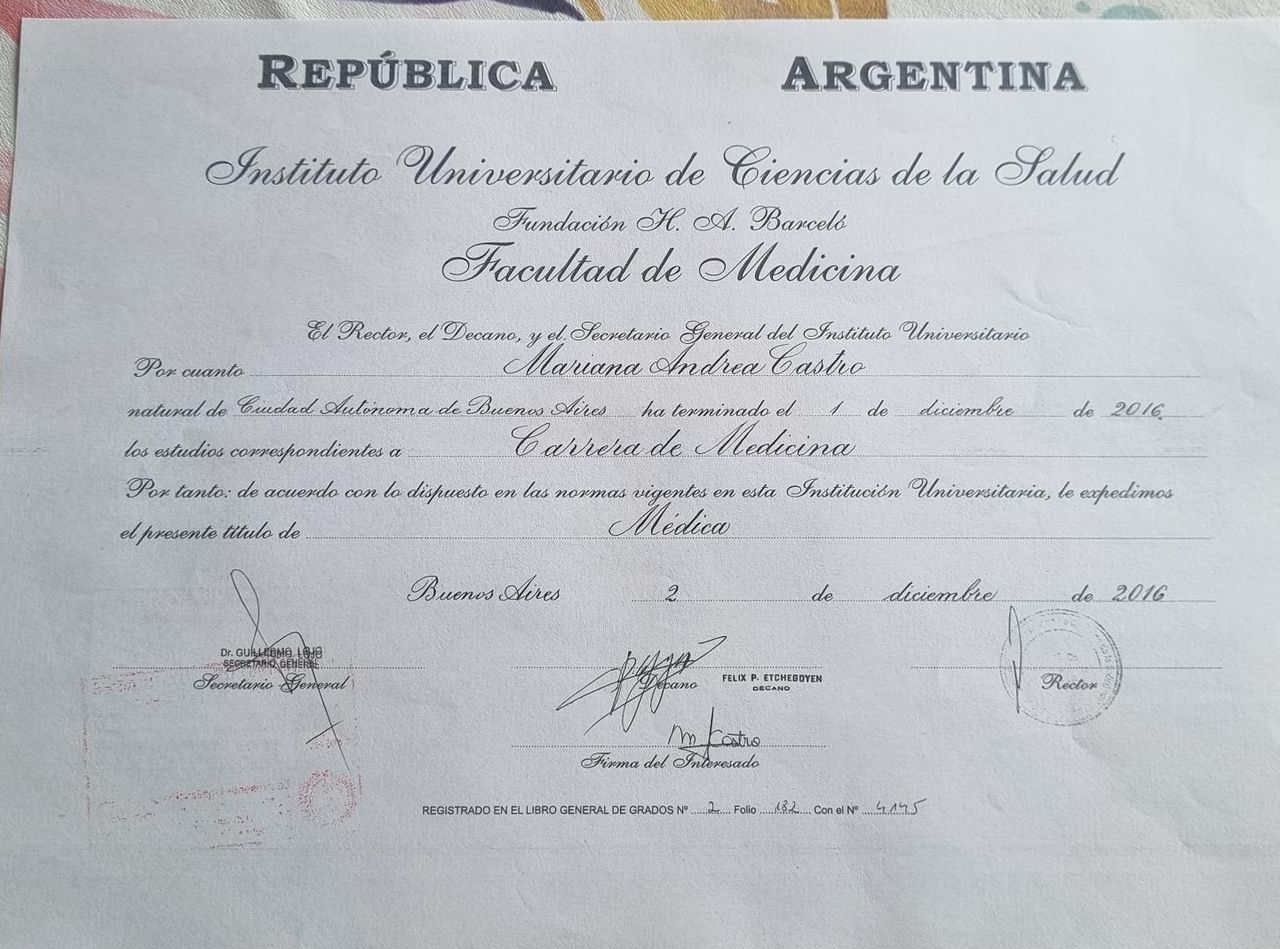 REPÚBLICA ARGENTINA
Instituto Universitario de Ciencias de la Salud
Fundación H. A. Barceló
Facultad de Medicina
El Rector, el Decano, y el Secretario General del Instituto Universitario
Por cuanto Mariana Andrea Castro
natural de Ciudad Autónoma de Buenos Aires ha terminado el 1 de diciembre de 2016
los estudios correspondientes a Carrera de Medicina
Por tanto: de acuerdo con lo dispuesto en las normas vigentes en esta Institución Universitaria, le expedimos
el presente título de Médica
Buenos Aires 2 de diciembre de 2016
Dr. GUILLERMO LOJO
SECRETARIO GENERAL
Secretario General
Decano
FELIX P. ETCHEGOYEN
DECANO
Rector
M Castro
Firma del Interesado
REGISTRADO EN EL LIBRO GENERAL DE GRADOS Nº 2 Folio 182 Con el Nº 4145